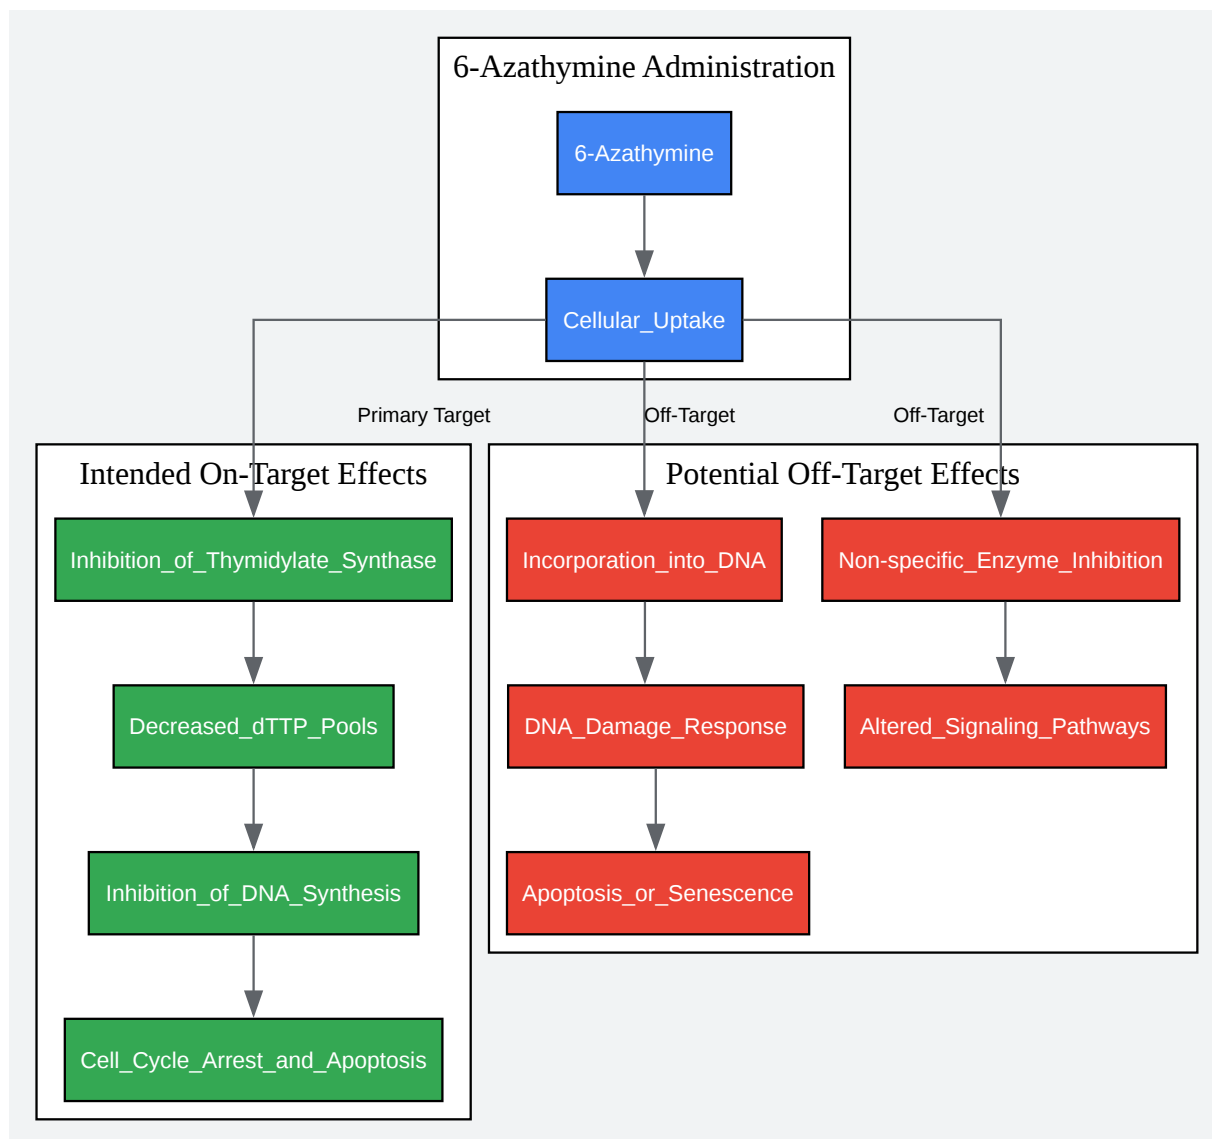 6-Azathymine Administration
6-Azathymine
Cellular_Uptake
Primary Target
Off-Target
Off-Target
Intended On-Target Effects
Inhibition_of_Thymidylate_Synthase
Decreased_dTTP_Pools
Inhibition_of_DNA_Synthesis
Cell_Cycle_Arrest_and_Apoptosis
Potential Off-Target Effects
Incorporation_into_DNA
Non-specific_Enzyme_Inhibition
DNA_Damage_Response
Altered_Signaling_Pathways
Apoptosis_or_Senescence